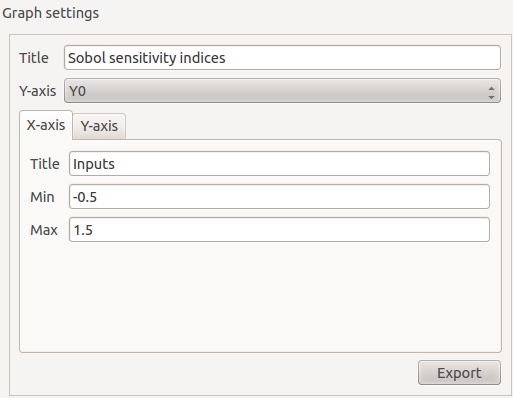 Graph settings
Title Sobol sensitivity indices
Y-axis Y0
X-axis Y-axis
Title Inputs
Min -0.5
Max 1.5
Export